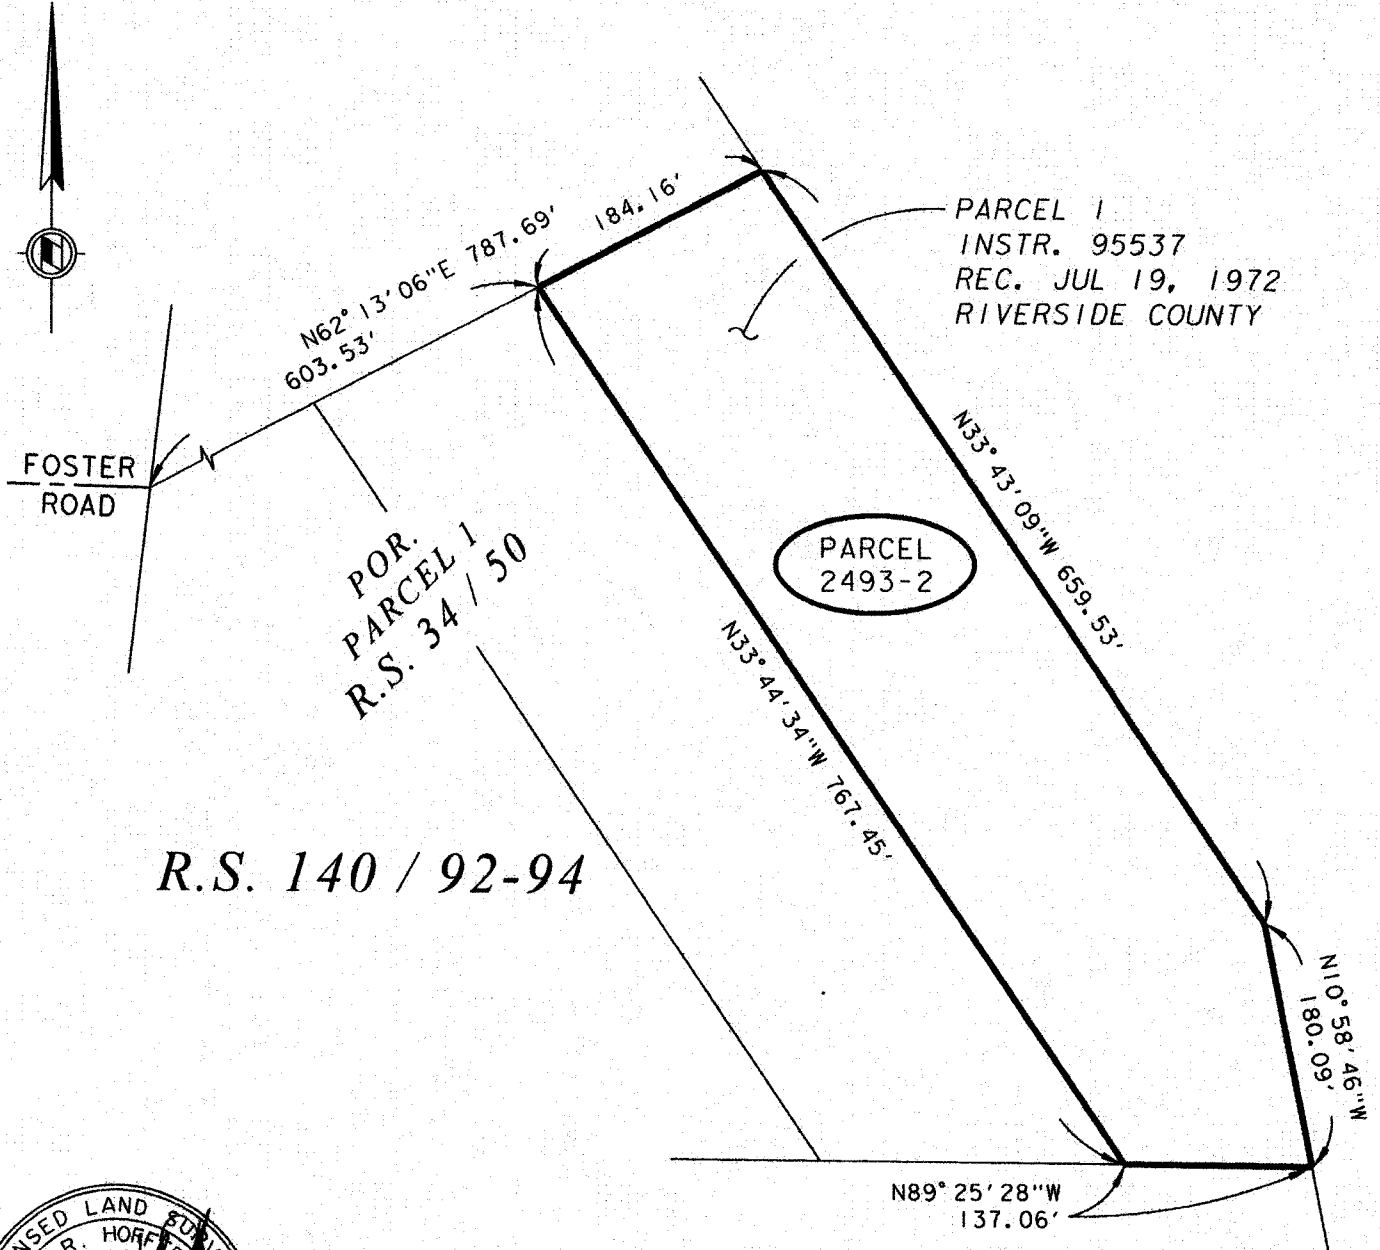 PARCEL 1
INSTR. 95537
REC. JUL 19, 1972
RIVERSIDE COUNTY
184.16'
N62°13'06"E 787.69'
603.53'
FOSTER
ROAD
N33°43'09"W 659.53'
PARCEL
2493-2
POR.
PARCEL 1
R.S. 34 / 50
N33°44'34"W 767.45'
R.S. 140 / 92-94
N10°58'46"W
180.09'
N89°25'28"W
137.06'
LAND
R.